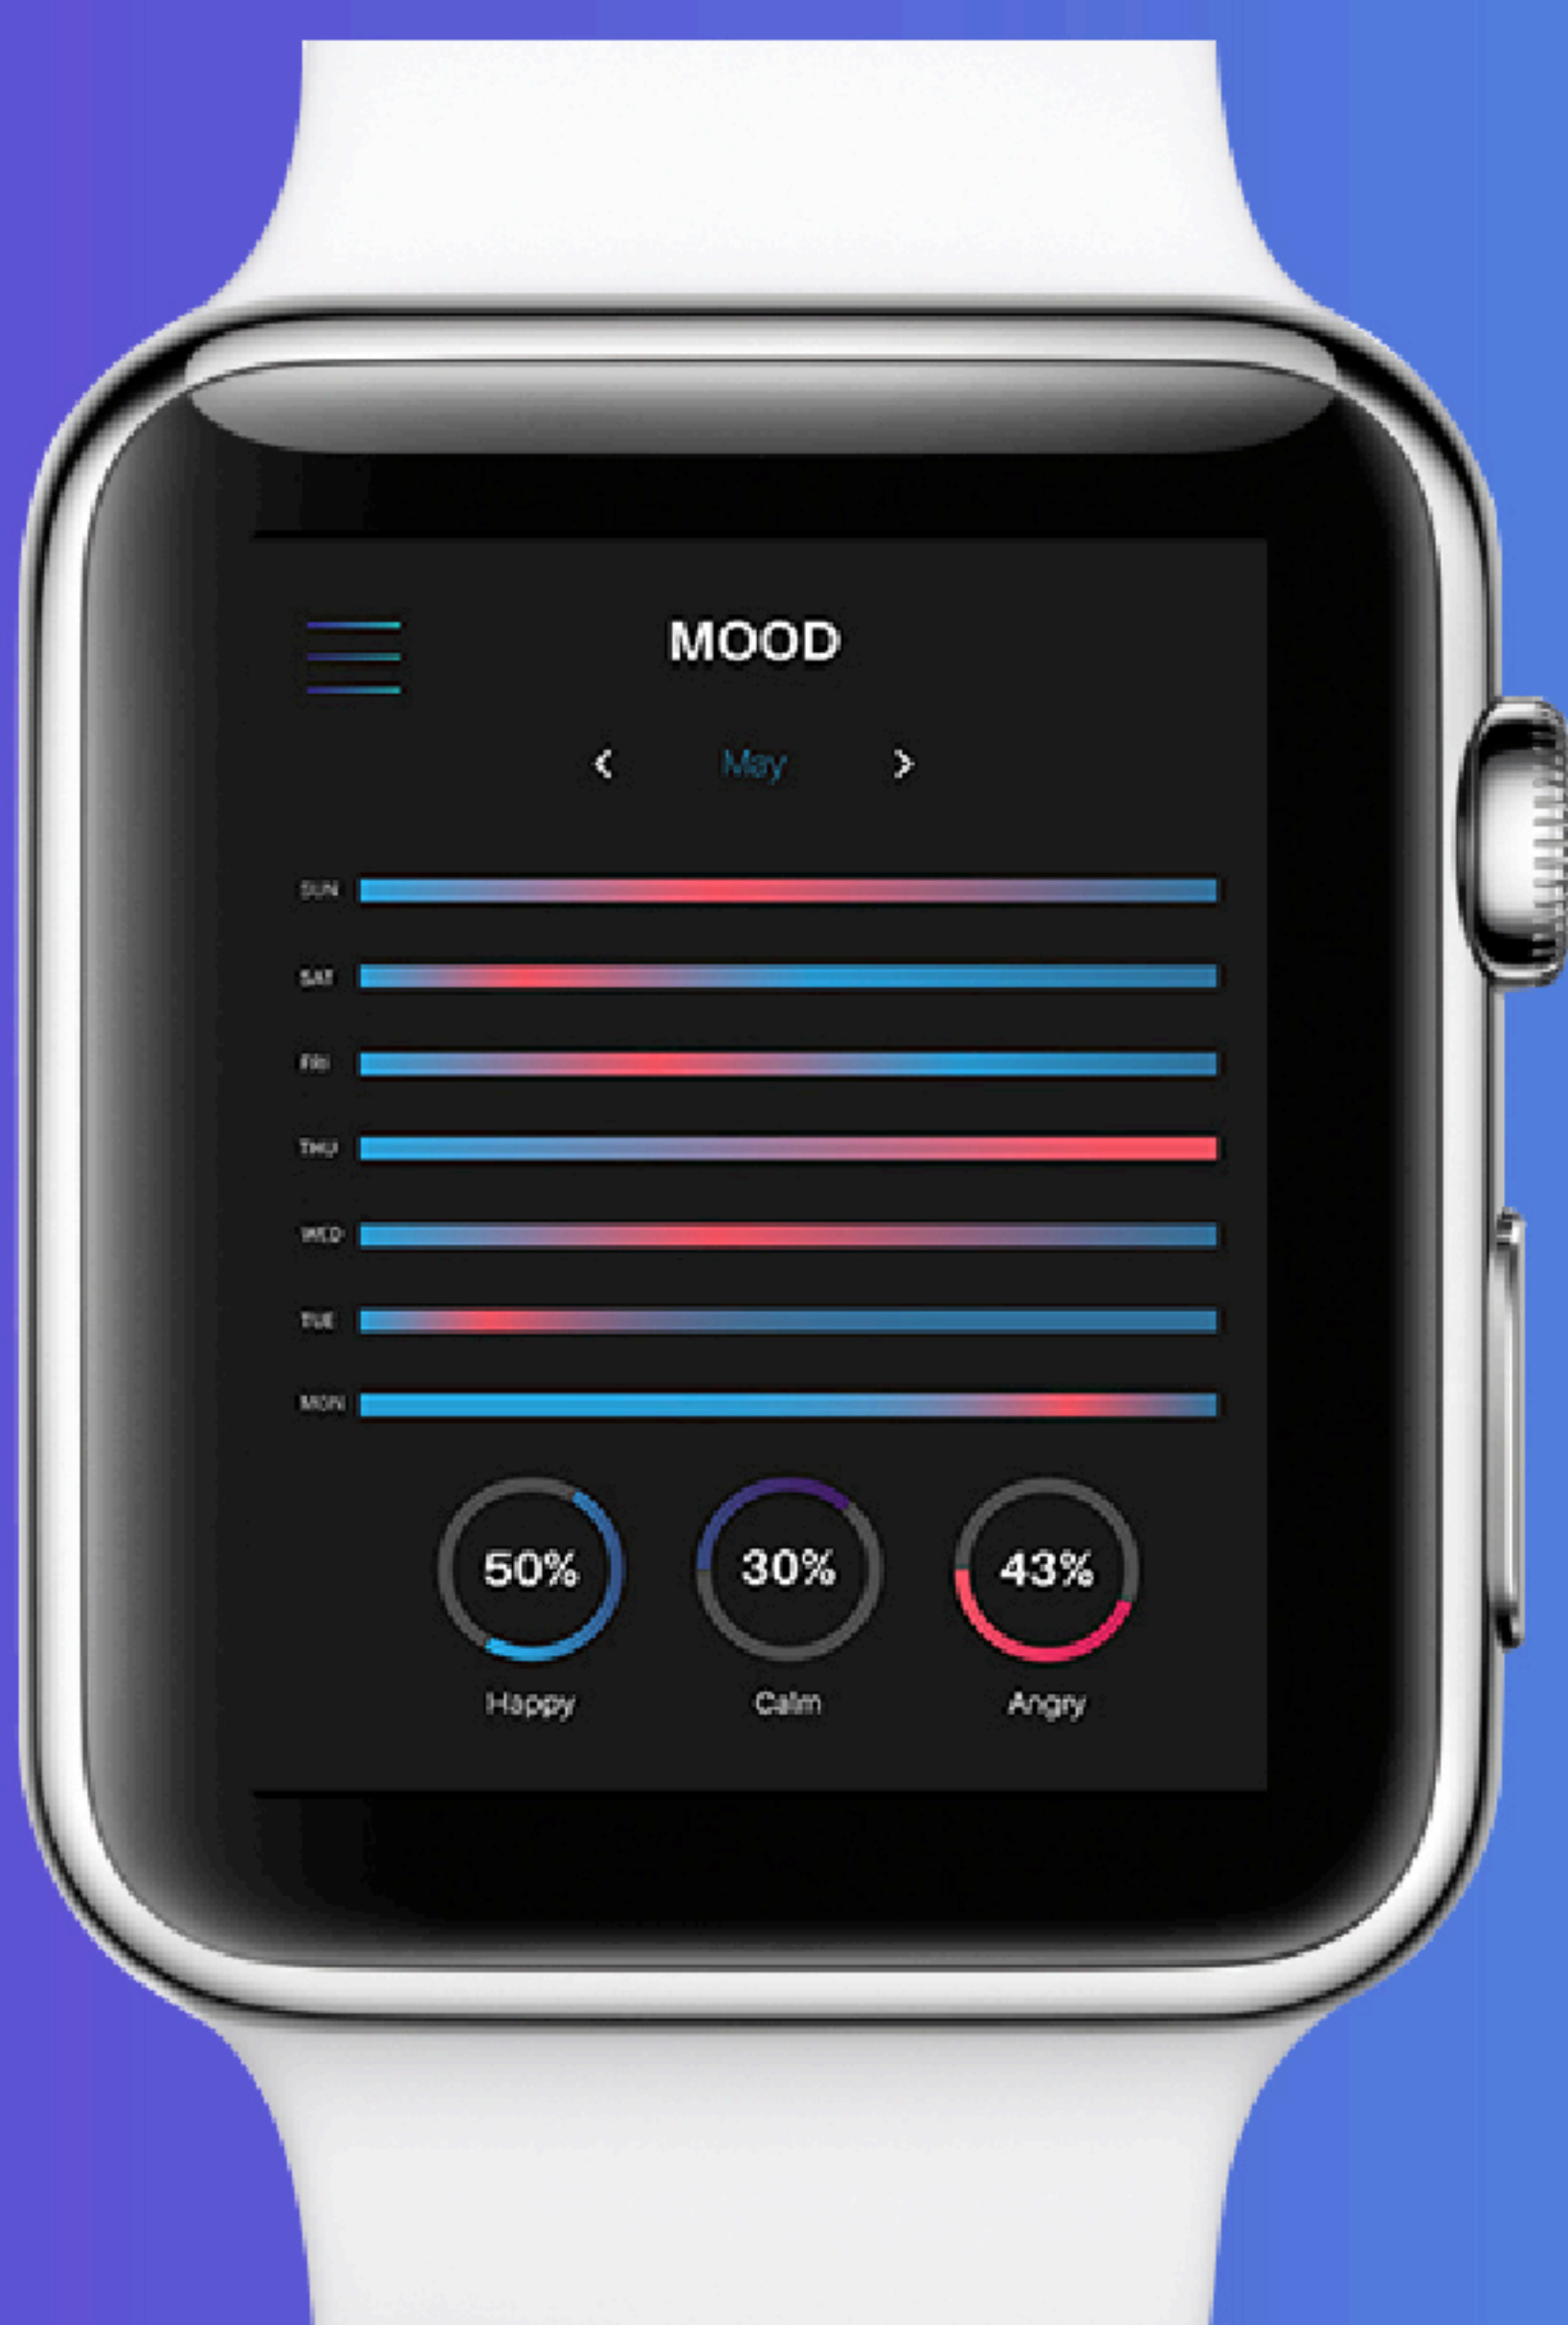 MOOD
May
SUN
SAT
FRI
THU
WED
TUE
MON
50% 30% 43%
Happy Calm Angry